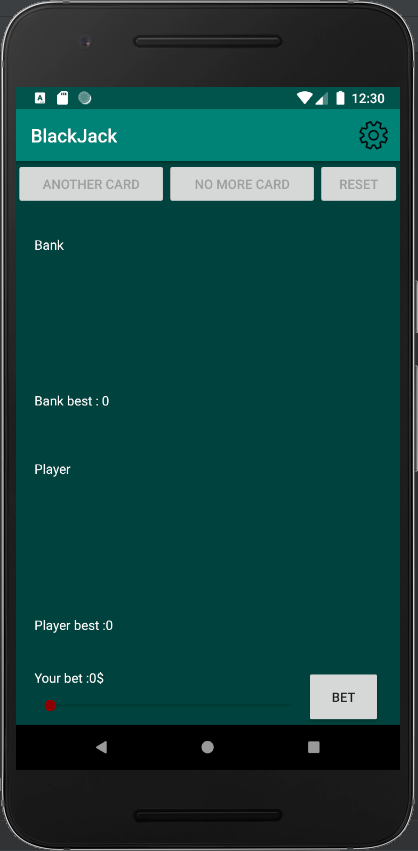 12:30
BlackJack
ANOTHER CARD NO MORE CARD RESET
Bank
Bank best : 0
Player
Player best :0
Your bet :0$
BET